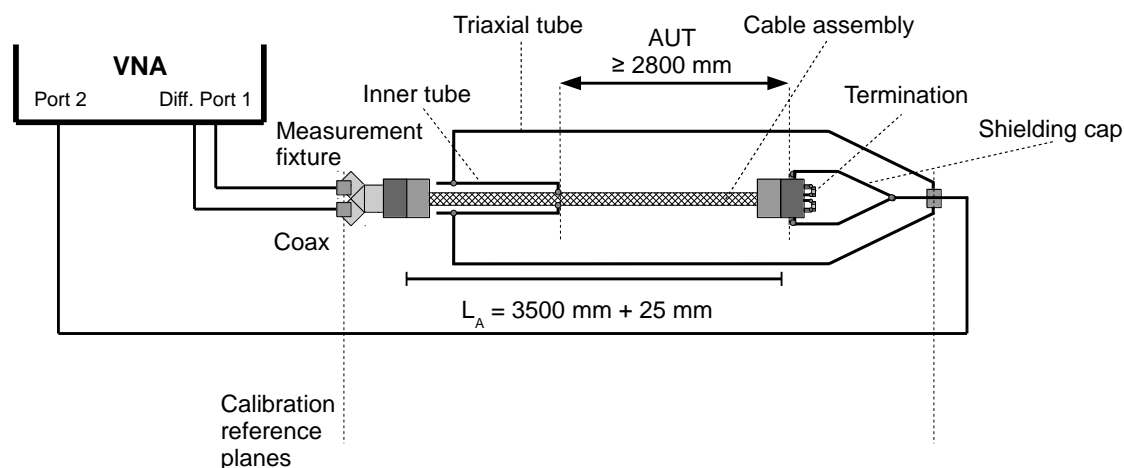 Triaxial tube
AUT
≥ 2800 mm
Cable assembly
VNA
Port 2
Diff. Port 1
Inner tube
Termination
Measurement
fixture
Shielding cap
Coax
L_A = 3500 mm + 25 mm
Calibration
reference
planes